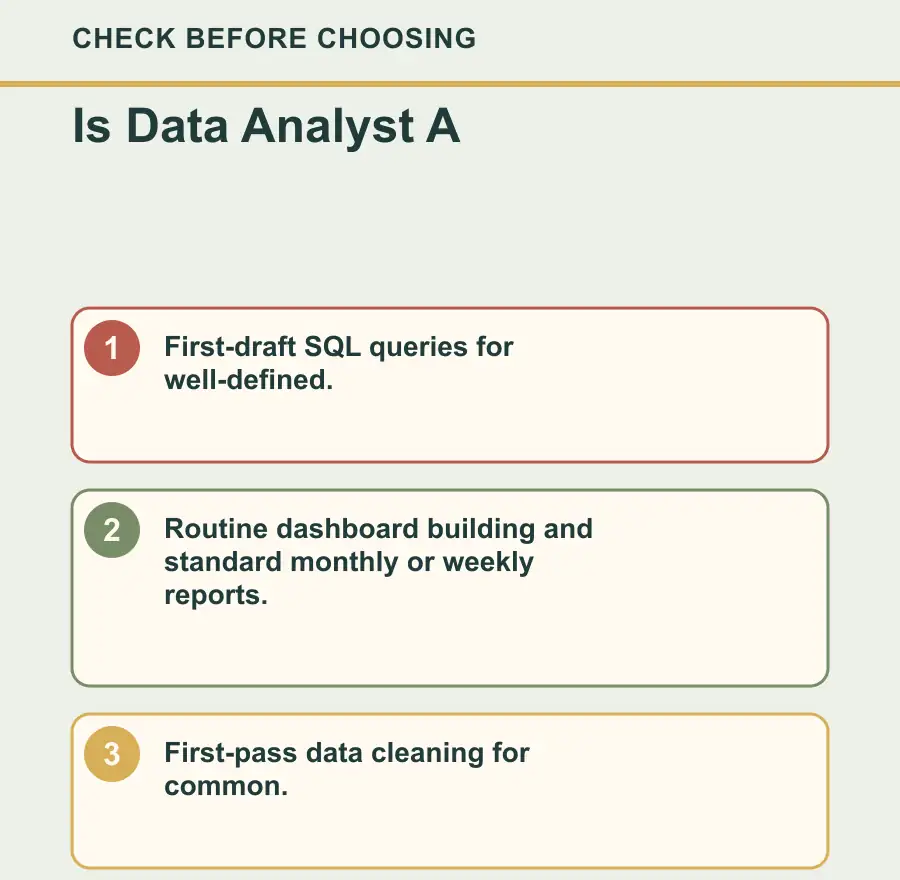 CHECK BEFORE CHOOSING
Is Data Analyst A
1
First-draft SQL queries for
well-defined.
2
Routine dashboard building and
standard monthly or weekly
reports.
3
First-pass data cleaning for
common.